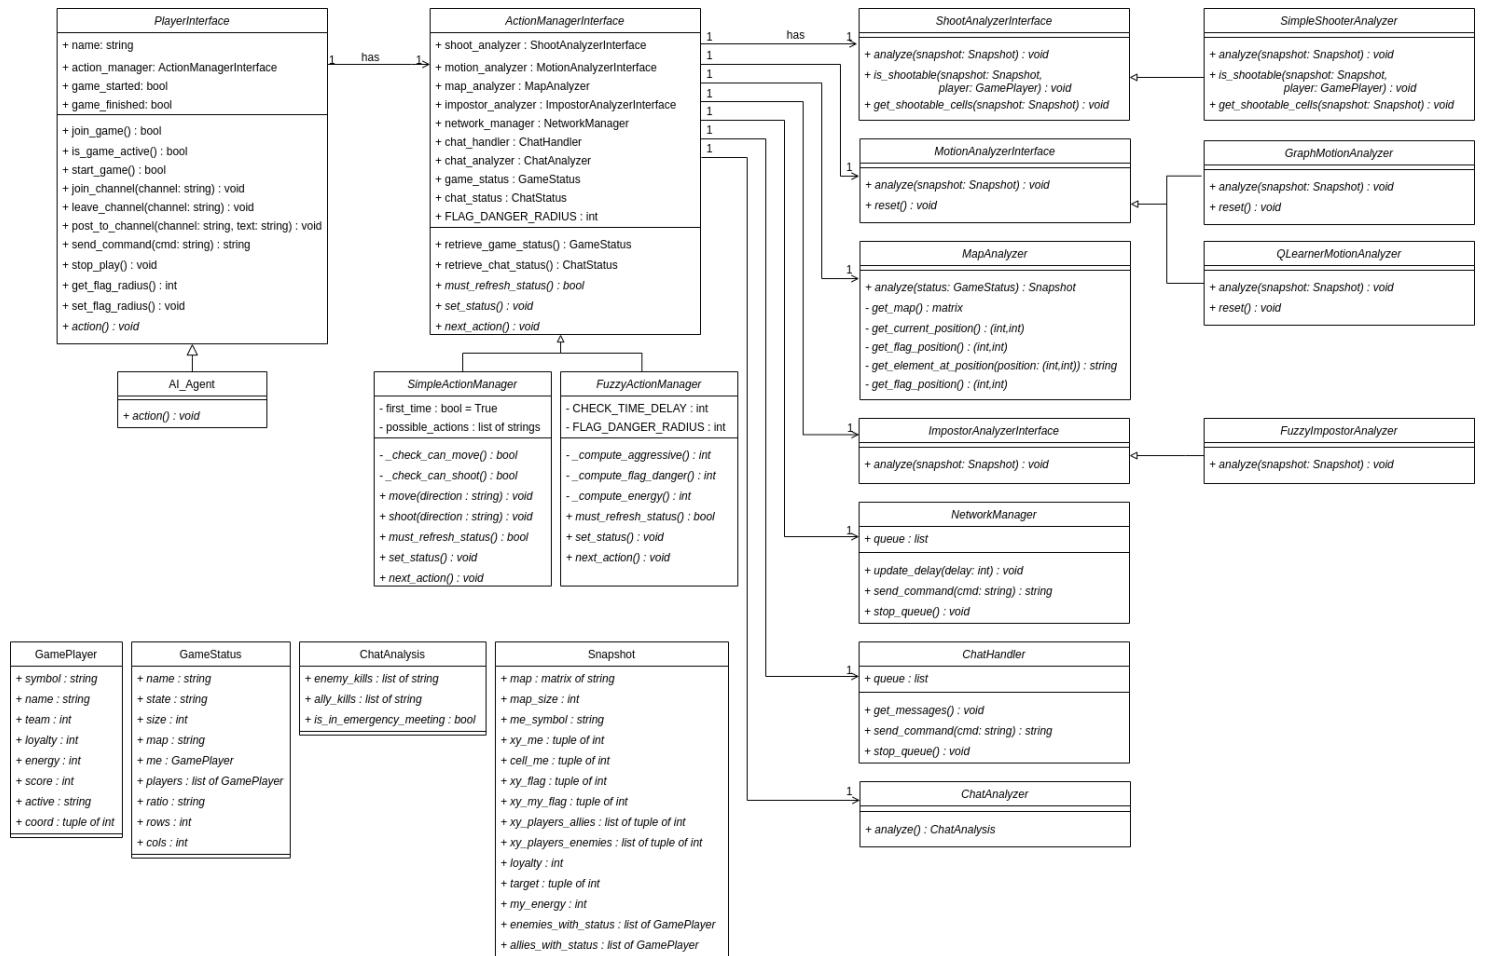 PlayerInterface
+ name: string
+ action_manager: ActionManagerInterface
+ game_started: bool
+ game_finished: bool
+ join_game() : bool
+ is_game_active() : bool
+ start_game() : bool
+ join_channel(channel: string) : void
+ leave_channel(channel: string) : void
+ post_to_channel(channel: string, text: string) : void
+ send_command(cmd: string) : string
+ stop_play() : void
+ get_flag_radius() : int
+ set_flag_radius() : void
+ action() : void
AI_Agent
+ action() : void
1
has
1
ActionManagerInterface
+ shoot_analyzer : ShootAnalyzerInterface
+ motion_analyzer : MotionAnalyzerInterface
+ map_analyzer : MapAnalyzer
+ impostor_analyzer : ImpostorAnalyzerInterface
+ network_manager : NetworkManager
+ chat_handler : ChatHandler
+ chat_analyzer : ChatAnalyzer
+ game_status : GameStatus
+ chat_status : ChatStatus
+ FLAG_DANGER_RADIUS : int
+ retrieve_game_status() : GameStatus
+ retrieve_chat_status() : ChatStatus
+ must_refresh_status() : bool
+ set_status() : void
+ next_action() : void
SimpleActionManager
- first_time : bool = True
- possible_actions : list of strings
- _check_can_move() : bool
- _check_can_shoot() : bool
+ move(direction : string) : void
+ shoot(direction : string) : void
+ must_refresh_status() : bool
+ set_status() : void
+ next_action() : void
FuzzyActionManager
- CHECK_TIME_DELAY : int
- FLAG_DANGER_RADIUS : int
- _compute_aggressive() : int
- _compute_flag_danger() : int
- _compute_energy() : int
+ must_refresh_status() : bool
+ set_status() : void
+ next_action() : void
1
1
1
1
1
1
1
has
1
1
1
1
1
1
1
ShootAnalyzerInterface
+ analyze(snapshot: Snapshot) : void
+ is_shootable(snapshot: Snapshot,
player: GamePlayer) : void
+ get_shootable_cells(snapshot: Snapshot) : void
SimpleShooterAnalyzer
+ analyze(snapshot: Snapshot) : void
+ is_shootable(snapshot: Snapshot,
player: GamePlayer) : void
+ get_shootable_cells(snapshot: Snapshot) : void
MotionAnalyzerInterface
+ analyze(snapshot: Snapshot) : void
+ reset() : void
GraphMotionAnalyzer
+ analyze(snapshot: Snapshot) : void
+ reset() : void
MapAnalyzer
+ analyze(status: GameStatus) : Snapshot
- get_map() : matrix
- get_current_position() : (int,int)
- get_flag_position() : (int,int)
- get_element_at_position(position: (int,int)) : string
- get_flag_position() : (int,int)
QLearnerMotionAnalyzer
+ analyze(snapshot: Snapshot) : void
+ reset() : void
ImpostorAnalyzerInterface
+ analyze(snapshot: Snapshot) : void
FuzzyImpostorAnalyzer
+ analyze(snapshot: Snapshot) : void
NetworkManager
+ queue : list
+ update_delay(delay: int) : void
+ send_command(cmd: string) : string
+ stop_queue() : void
ChatHandler
+ queue : list
+ get_messages() : void
+ send_command(cmd: string) : string
+ stop_queue() : void
ChatAnalyzer
+ analyze() : ChatAnalysis
GamePlayer
+ symbol : string
+ name : string
+ team : int
+ loyalty : int
+ energy : int
+ score : int
+ active : string
+ coord : tuple of int
GameStatus
+ name : string
+ state : string
+ size : int
+ map : string
+ me : GamePlayer
+ players : list of GamePlayer
+ ratio : string
+ rows : int
+ cols : int
ChatAnalysis
+ enemy_kills : list of string
+ ally_kills : list of string
+ is_in_emergency_meeting : bool
Snapshot
+ map : matrix of string
+ map_size : int
+ me_symbol : string
+ xy_me : tuple of int
+ cell_me : tuple of int
+ xy_flag : tuple of int
+ xy_my_flag : tuple of int
+ xy_players_allies : list of tuple of int
+ xy_players_enemies : list of tuple of int
+ loyalty : int
+ target : tuple of int
+ my_energy : int
+ enemies_with_status : list of GamePlayer
+ allies_with_status : list of GamePlayer